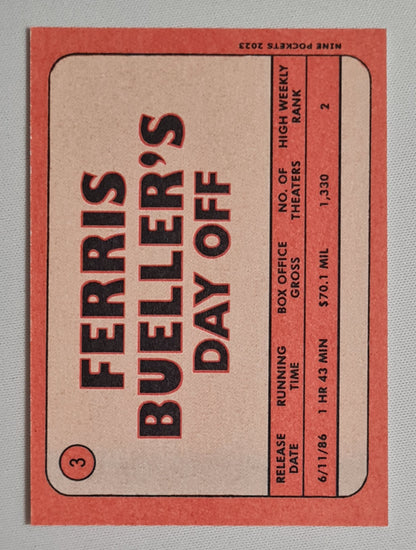 3
FERRIS
BUELLER'S
DAY OFF
RELEASE DATE RUNNING TIME BOX OFFICE GROSS NO. OF THEATERS HIGH WEEKLY RANK
6/11/86 1 HR 43 MIN $70.1 MIL 1,330 2
NINE POCKETS 2023